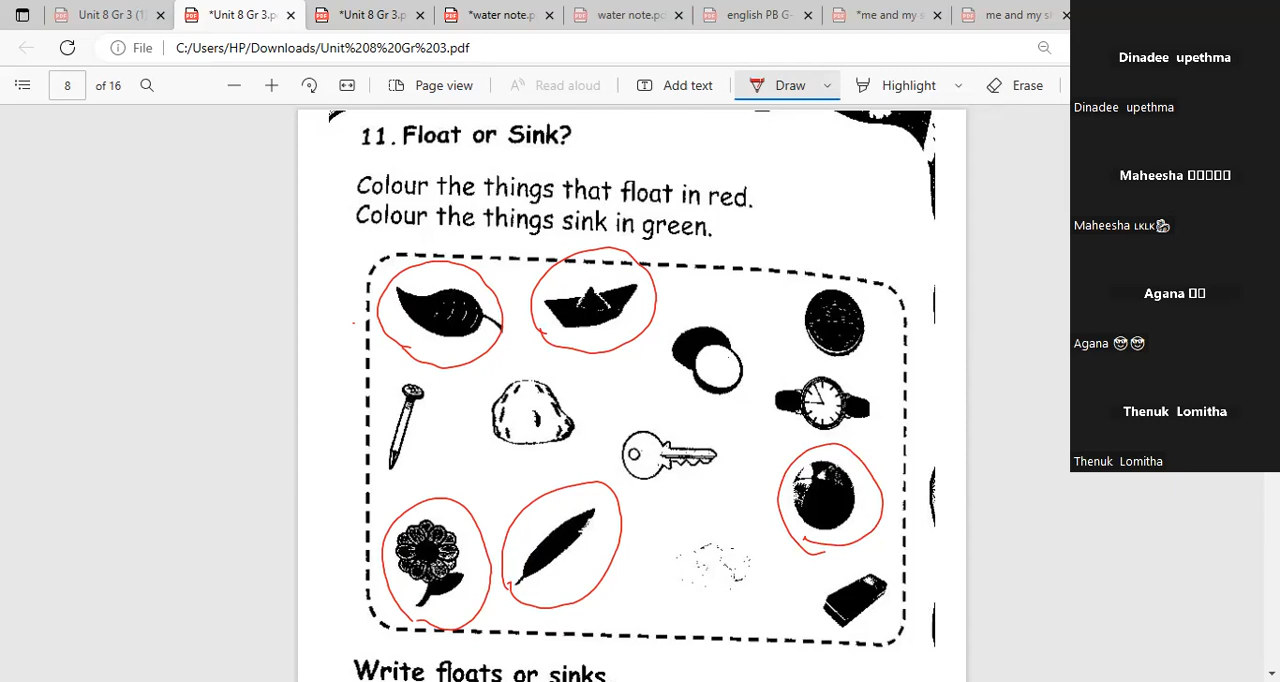 Unit 8 Gr 3 (1)
*Unit 8 Gr 3.p
*Unit 8 Gr 3.p
*water note.p
water note.pd
english PB G-
*me and my s
me and my s
File
C:/Users/HP/Downloads/Unit%208%20Gr%203.pdf
8
of 16
Page view
Read aloud
Add text
Draw
Highlight
Erase
11. Float or Sink?
Colour the things that float in red.
Colour the things sink in green.
Write floats or sinks
Dinadee upethma
Dinadee upethma
Maheesha
Maheesha ʟᴋʟᴋ
Agana
Agana 😎😎
Thenuk Lomitha
Thenuk Lomitha